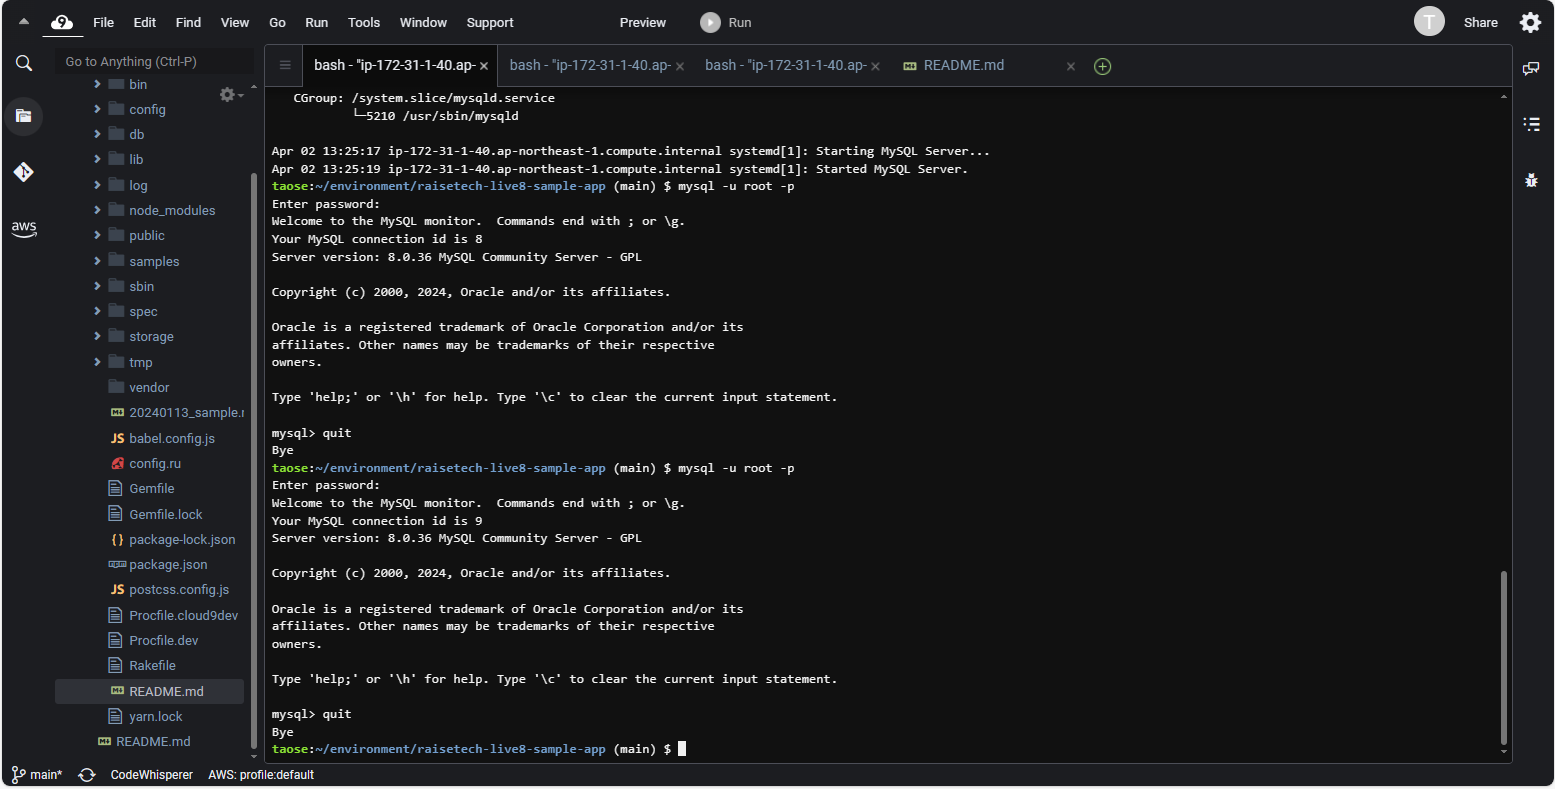 9 File Edit Find View Go Run Tools Window Support Preview Run T Share
Go to Anything (Ctrl-P)
bash - "ip-172-31-1-40.ap- × bash - "ip-172-31-1-40.ap- × bash - "ip-172-31-1-40.ap- × README.md ×
bin
config
db
lib
log
node_modules
public
samples
sbin
spec
storage
tmp
vendor
20240113_sample.r
JS babel.config.js
config.ru
Gemfile
Gemfile.lock
{} package-lock.json
package.json
JS postcss.config.js
Procfile.cloud9dev
Procfile.dev
Rakefile
README.md
yarn.lock
README.md
aws
CGroup: /system.slice/mysqld.service
└─5210 /usr/sbin/mysqld
Apr 02 13:25:17 ip-172-31-1-40.ap-northeast-1.compute.internal systemd[1]: Starting MySQL Server...
Apr 02 13:25:19 ip-172-31-1-40.ap-northeast-1.compute.internal systemd[1]: Started MySQL Server.
taose:~/environment/raisetech-live8-sample-app (main) $ mysql -u root -p
Enter password:
Welcome to the MySQL monitor.  Commands end with ; or \g.
Your MySQL connection id is 8
Server version: 8.0.36 MySQL Community Server - GPL
Copyright (c) 2000, 2024, Oracle and/or its affiliates.
Oracle is a registered trademark of Oracle Corporation and/or its
affiliates. Other names may be trademarks of their respective
owners.
Type 'help;' or '\h' for help. Type '\c' to clear the current input statement.
mysql> quit
Bye
taose:~/environment/raisetech-live8-sample-app (main) $ mysql -u root -p
Enter password:
Welcome to the MySQL monitor.  Commands end with ; or \g.
Your MySQL connection id is 9
Server version: 8.0.36 MySQL Community Server - GPL
Copyright (c) 2000, 2024, Oracle and/or its affiliates.
Oracle is a registered trademark of Oracle Corporation and/or its
affiliates. Other names may be trademarks of their respective
owners.
Type 'help;' or '\h' for help. Type '\c' to clear the current input statement.
mysql> quit
Bye
taose:~/environment/raisetech-live8-sample-app (main) $
main* CodeWhisperer AWS: profile:default